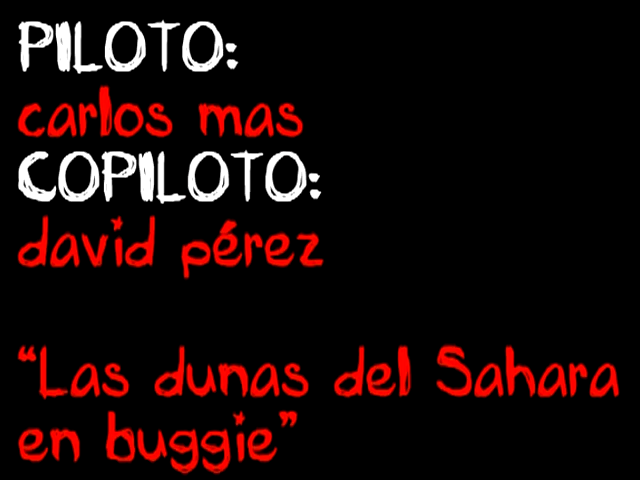 PILOTO:
carlos mas
COPILOTO:
david pérez
“Las dunas del Sahara
en buggie”